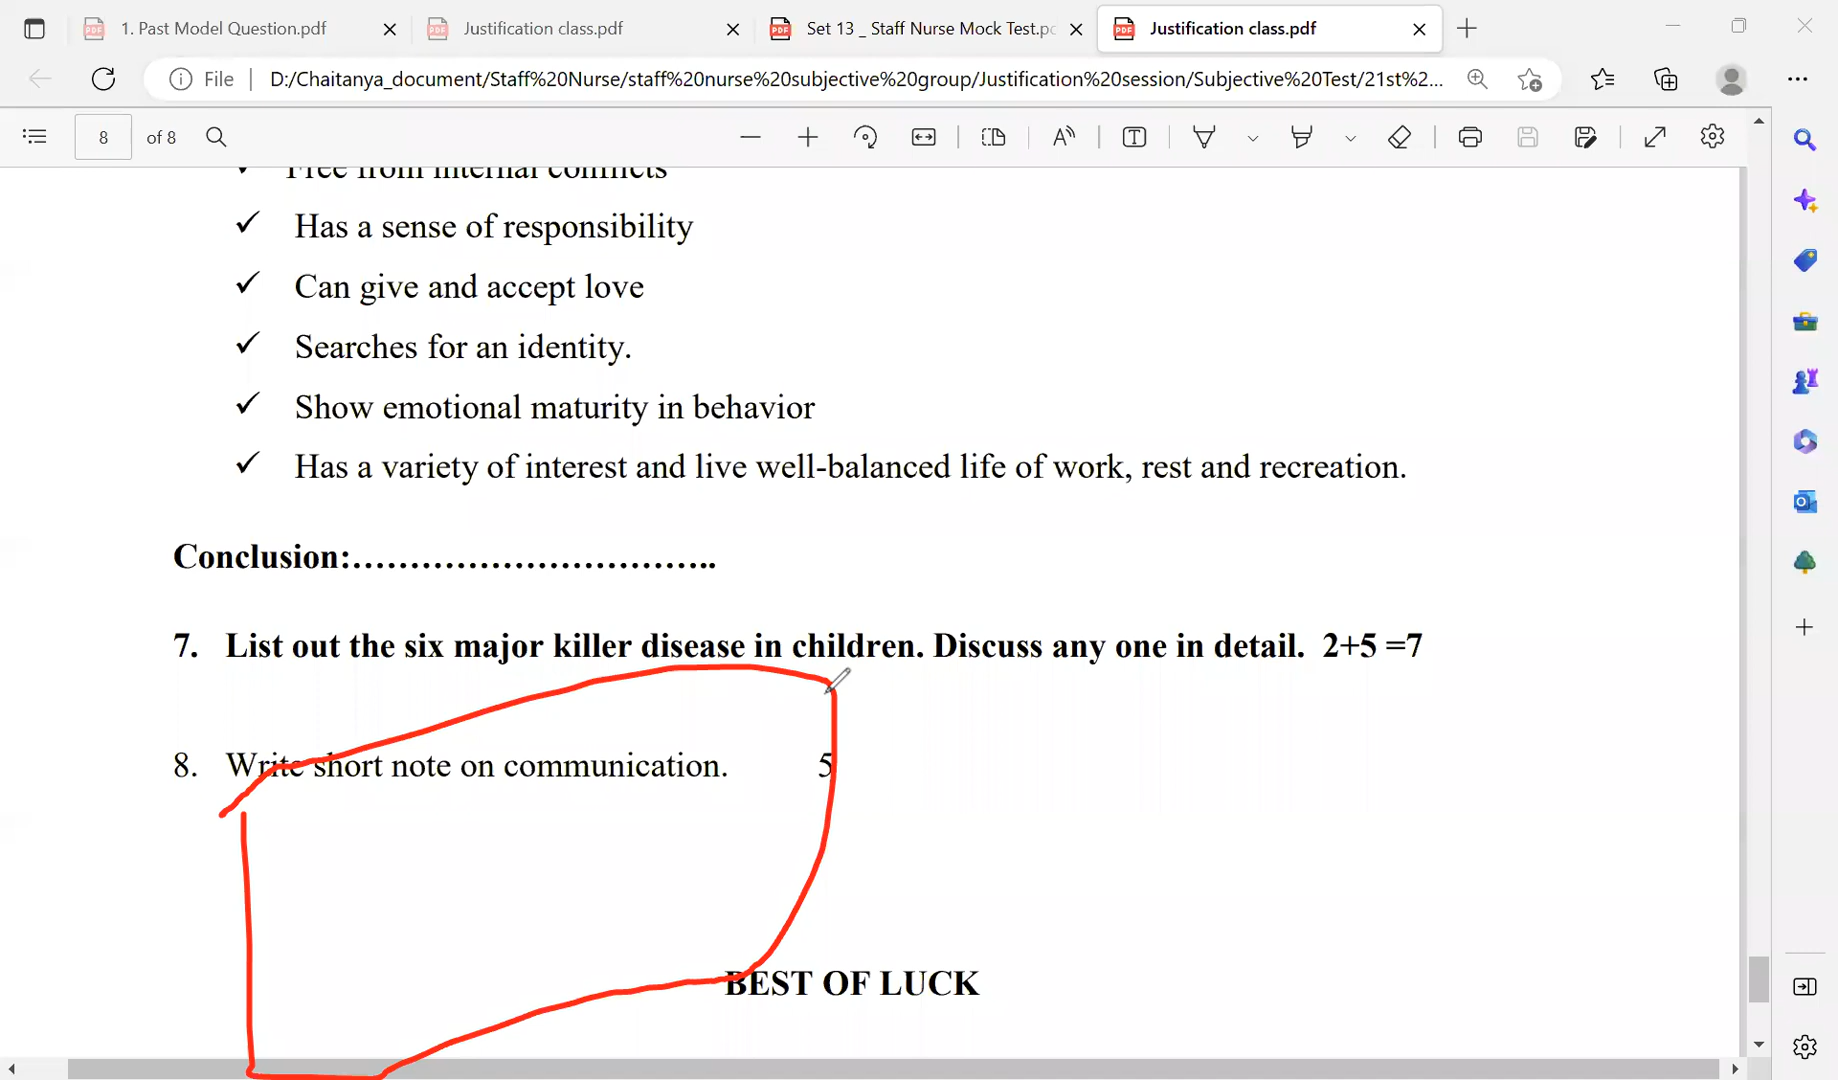 1. Past Model Question.pdf
Justification class.pdf
Set 13 _ Staff Nurse Mock Test.pc
Justification class.pdf
File
D:/Chaitanya_document/Staff%20Nurse/staff%20nurse%20subjective%20group/Justification%20session/Subjective%20Test/21st%2...
8 of 8
Free from internal conflicts
Has a sense of responsibility
Can give and accept love
Searches for an identity.
Show emotional maturity in behavior
Has a variety of interest and live well-balanced life of work, rest and recreation.
Conclusion:……………………………..
7. List out the six major killer disease in children. Discuss any one in detail. 2+5 =7
8. Write short note on communication. 5
BEST OF LUCK